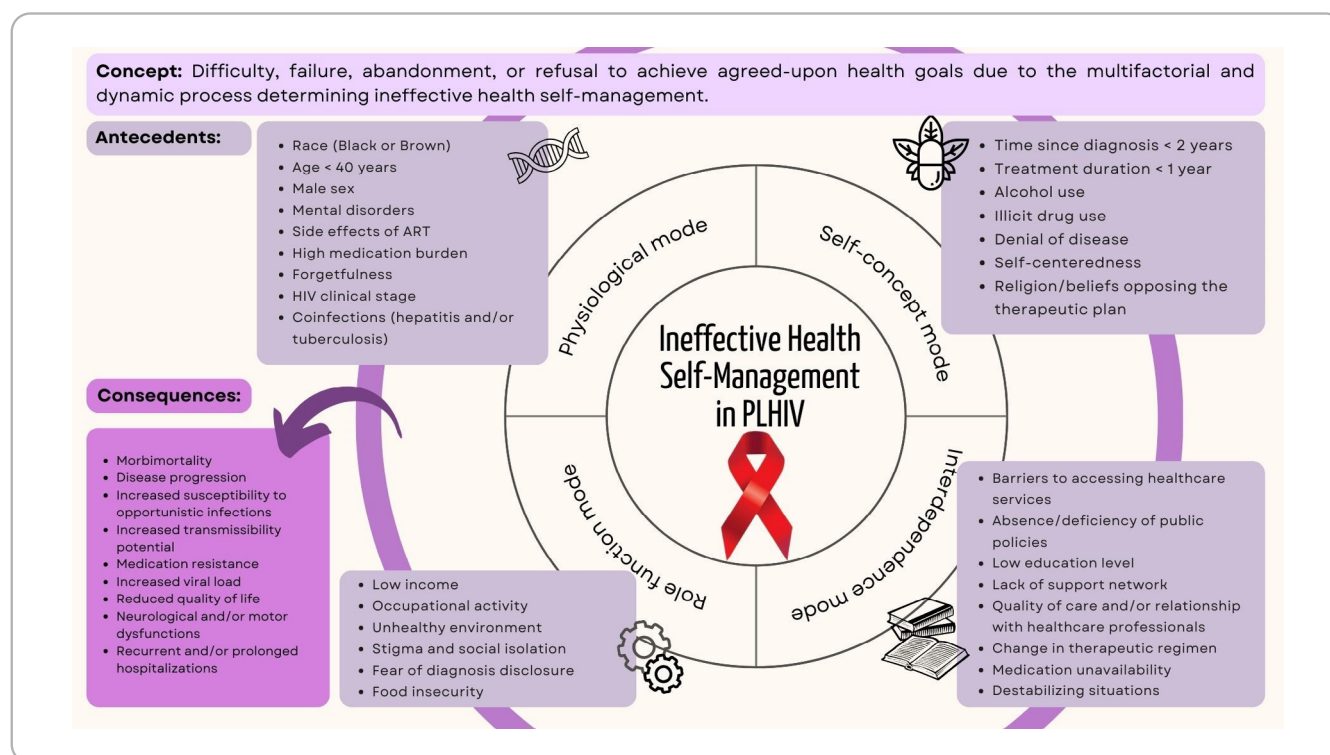 Concept: Difficulty, failure, abandonment, or refusal to achieve agreed-upon health goals due to the multifactorial and
dynamic process determining ineffective health self-management.
Antecedents:
• Race (Black or Brown)
• Age < 40 years
• Male sex
• Mental disorders
• Side effects of ART
• High medication burden
• Forgetfulness
• HIV clinical stage
• Coinfections (hepatitis and/or
tuberculosis)
• Time since diagnosis < 2 years
• Treatment duration < 1 year
• Alcohol use
• Illicit drug use
• Denial of disease
• Self-centeredness
• Religion/beliefs opposing the
therapeutic plan
Physiological mode
Self-concept mode
Ineffective Health
Self-Management
in PLHIV
Role function mode
Interdependence mode
Consequences:
• Morbimortality
• Disease progression
• Increased susceptibility to
opportunistic infections
• Increased transmissibility
potential
• Medication resistance
• Increased viral load
• Reduced quality of life
• Neurological and/or motor
dysfunctions
• Recurrent and/or prolonged
hospitalizations
• Low income
• Occupational activity
• Unhealthy environment
• Stigma and social isolation
• Fear of diagnosis disclosure
• Food insecurity
• Barriers to accessing healthcare
services
• Absence/deficiency of public
policies
• Low education level
• Lack of support network
• Quality of care and/or relationship
with healthcare professionals
• Change in therapeutic regimen
• Medication unavailability
• Destabilizing situations